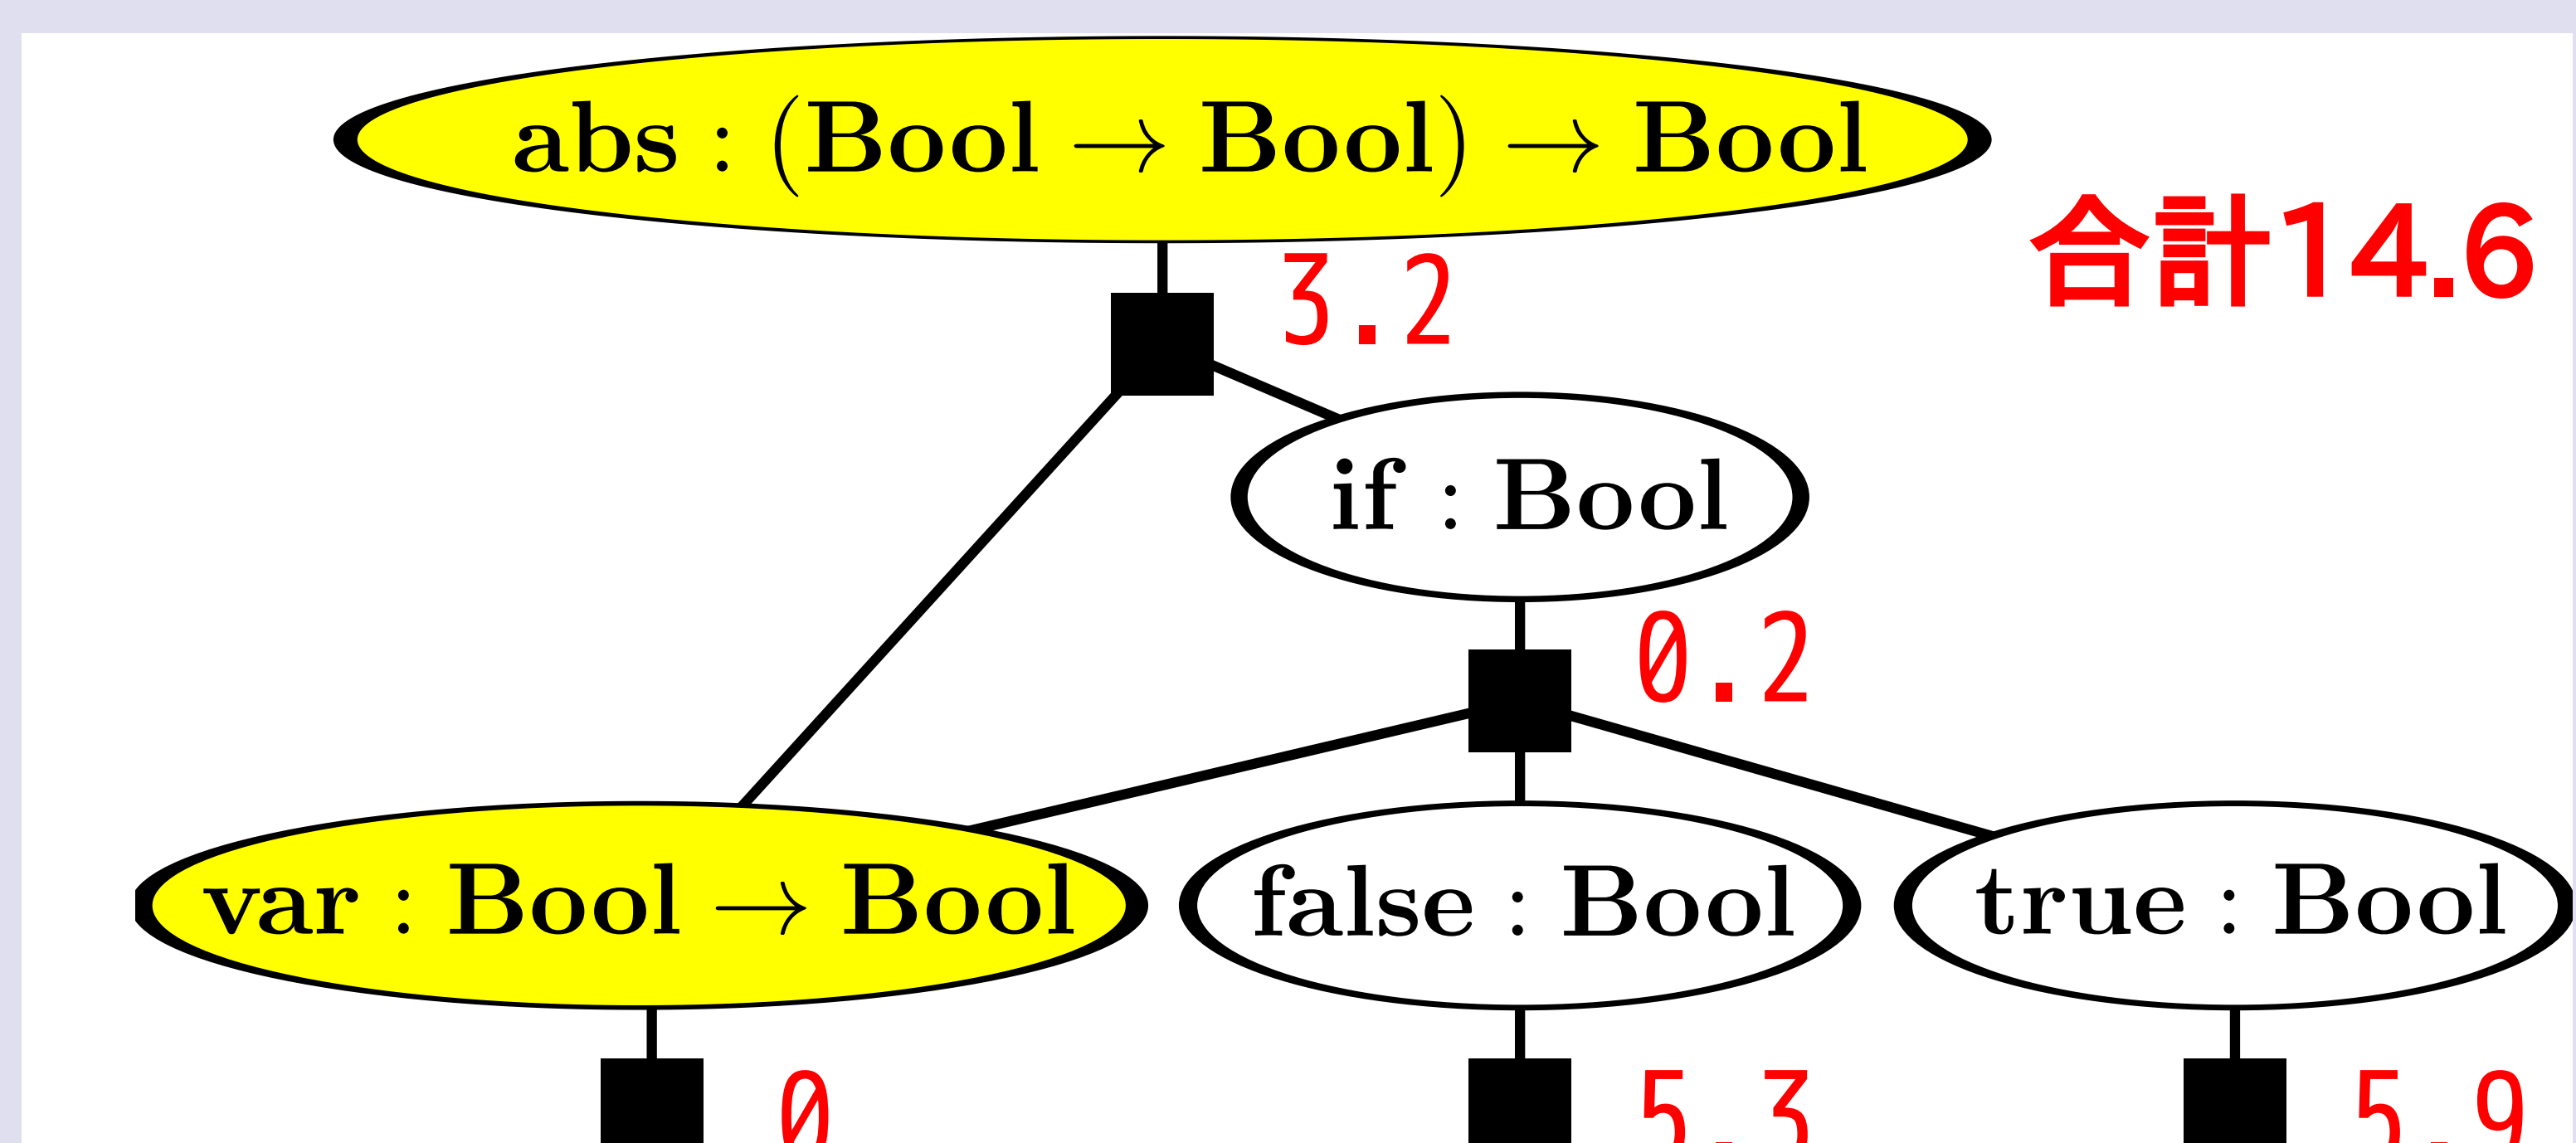 abs : (Bool → Bool) → Bool
合計14.6
3.2
if : Bool
0.2
var : Bool → Bool
false : Bool
true : Bool
0
5.3
5.9